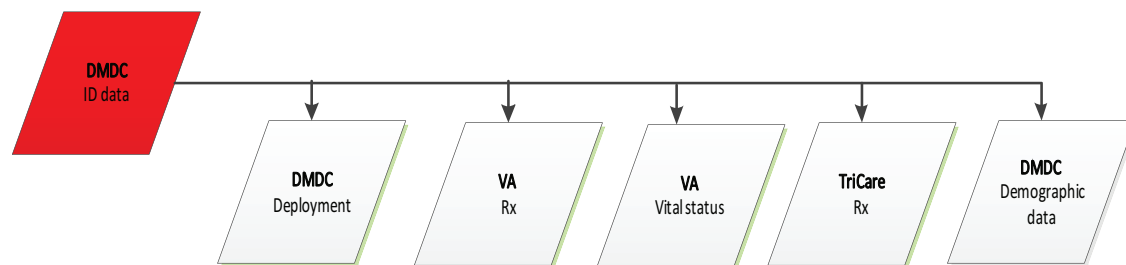 DMDC
ID data
DMDC
Deployment
VA
Rx
VA
Vital status
TriCare
Rx
DMDC
Demographic
data